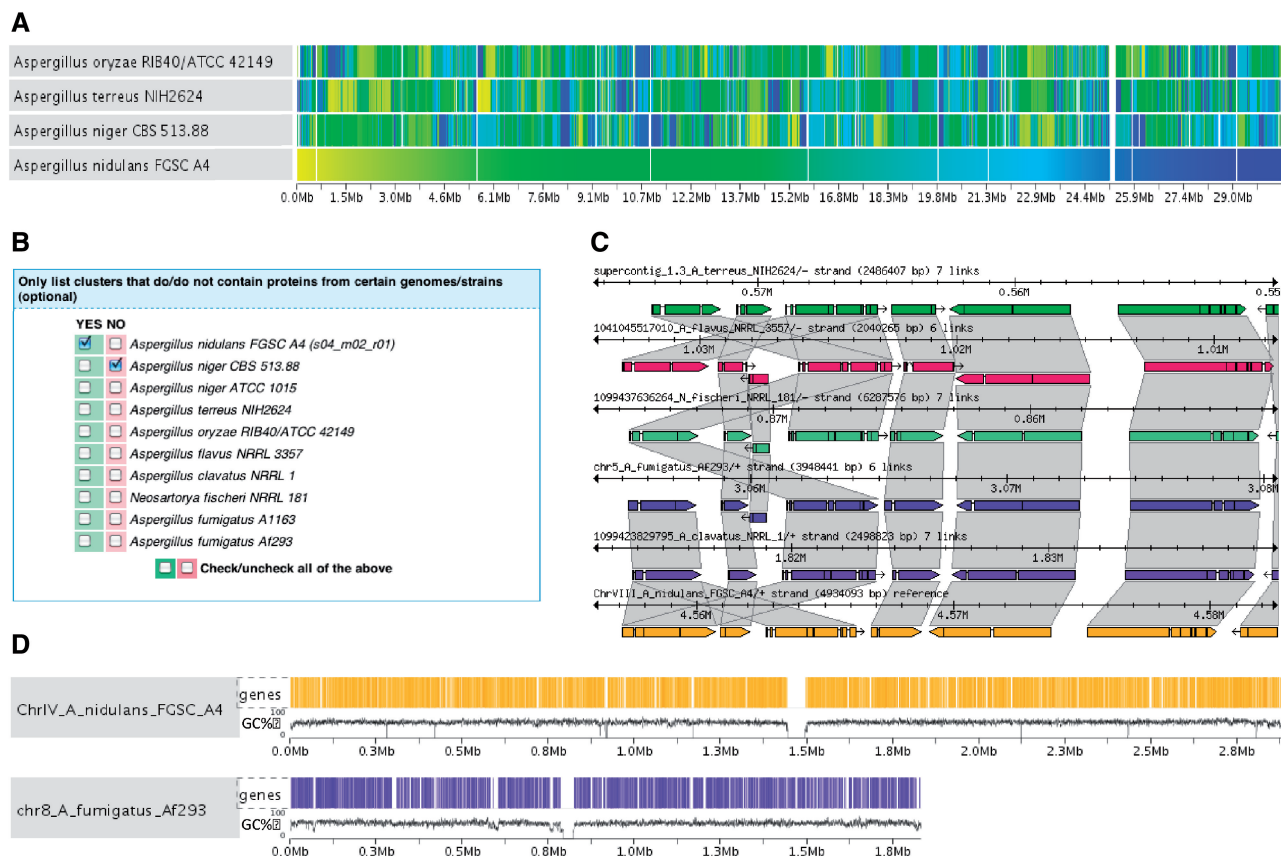 A
Aspergillus oryzae RIB40/ATCC 42149
Aspergillus terreus NIH2624
Aspergillus niger CBS 513.88
Aspergillus nidulans FGSC A4
0.0Mb 1.5Mb 3.0Mb 4.6Mb 6.1Mb 7.6Mb 9.1Mb 10.7Mb 12.2Mb 13.7Mb 15.2Mb 16.8Mb 18.3Mb 19.8Mb 21.3Mb 22.9Mb 24.4Mb 25.9Mb 27.4Mb 29.0Mb
B
Only list clusters that do/do not contain proteins from certain genomes/strains
(optional)
YES NO
Aspergillus nidulans FGSC A4 (s04_m02_r01)
Aspergillus niger CBS 513.88
Aspergillus niger ATCC 1015
Aspergillus terreus NIH2624
Aspergillus oryzae RIB40/ATCC 42149
Aspergillus flavus NRRL 3357
Aspergillus clavatus NRRL 1
Neosartorya fischeri NRRL 181
Aspergillus fumigatus A1163
Aspergillus fumigatus Af293
Check/uncheck all of the above
C
supercontig_1.3_A_terreus_NIH2624/- strand (2486407 bp) 7 links
0.57M 0.56M 0.55
1041045517010_A_flavus_NRRL_3557/- strand (2040265 bp) 6 links
1.03M 1.02M 1.01M
1099437636264_N_fischeri_NRRL_181/- strand (6287576 bp) 7 links
0.87M 0.86M
chr5_A_fumigatus_Af293/+ strand (3948441 bp) 6 links
3.06M 3.07M 3.08M
1099423829795_A_clavatus_NRRL_1/+ strand (2498823 bp) 7 links
1.82M 1.83M
ChrVIII_A_nidulans_FGSC_A4/+ strand (4934093 bp) reference
4.56M 4.57M 4.58M
D
ChrIV_A_nidulans_FGSC_A4
genes
GC%
100
0
0.0Mb 0.3Mb 0.5Mb 0.8Mb 1.0Mb 1.3Mb 1.5Mb 1.8Mb 2.0Mb 2.3Mb 2.5Mb 2.8Mb
chr8_A_fumigatus_Af293
genes
GC%
100
0
0.0Mb 0.3Mb 0.5Mb 0.8Mb 1.0Mb 1.3Mb 1.5Mb 1.8Mb